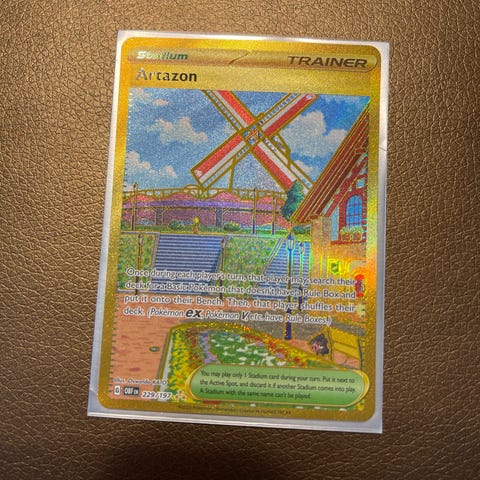 Stadium
TRAINER
Artazon
Once during each player's turn, that player may search their
deck for a Basic Pokémon that doesn't have a Rule Box and
put it onto their Bench. Then, that player shuffles their
deck. (Pokémon ex, Pokémon V, etc. have Rule Boxes.)
You may play only 1 Stadium card during your turn. Put it next to
the Active Spot, and discard it if another Stadium comes into play.
A Stadium with the same name can't be played.
Illus. Oswaldo KATO
G OBF EN 229/197